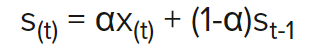 s(t) = αx(t) + (1-α)st-1